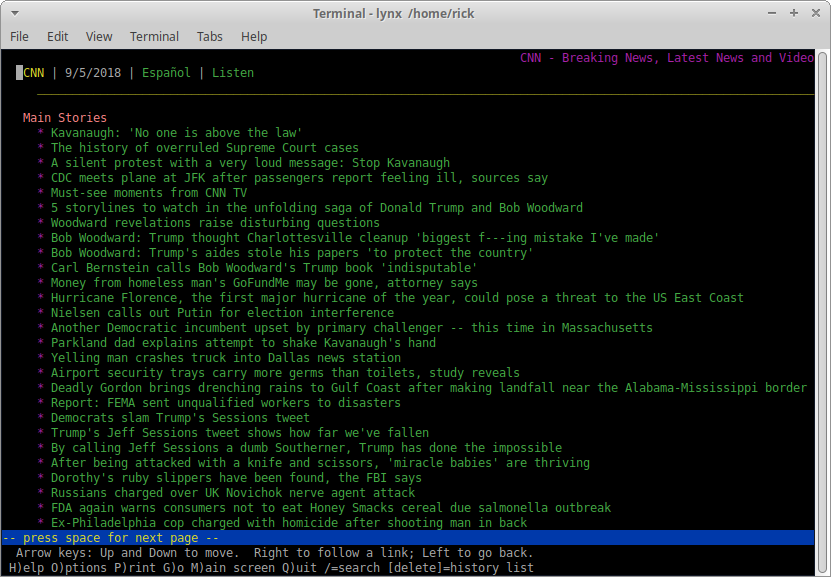 Terminal - lynx /home/rick
File Edit View Terminal Tabs Help
CNN - Breaking News, Latest News and Video
CNN | 9/5/2018 | Español | Listen
Main Stories
* Kavanaugh: 'No one is above the law'
* The history of overruled Supreme Court cases
* A silent protest with a very loud message: Stop Kavanaugh
* CDC meets plane at JFK after passengers report feeling ill, sources say
* Must-see moments from CNN TV
* 5 storylines to watch in the unfolding saga of Donald Trump and Bob Woodward
* Woodward revelations raise disturbing questions
* Bob Woodward: Trump thought Charlottesville cleanup 'biggest f---ing mistake I've made'
* Bob Woodward: Trump's aides stole his papers 'to protect the country'
* Carl Bernstein calls Bob Woodward's Trump book 'indisputable'
* Money from homeless man's GoFundMe may be gone, attorney says
* Hurricane Florence, the first major hurricane of the year, could pose a threat to the US East Coast
* Nielsen calls out Putin for election interference
* Another Democratic incumbent upset by primary challenger -- this time in Massachusetts
* Parkland dad explains attempt to shake Kavanaugh's hand
* Yelling man crashes truck into Dallas news station
* Airport security trays carry more germs than toilets, study reveals
* Deadly Gordon brings drenching rains to Gulf Coast after making landfall near the Alabama-Mississippi border
* Report: FEMA sent unqualified workers to disasters
* Democrats slam Trump's Sessions tweet
* Trump's Jeff Sessions tweet shows how far we've fallen
* By calling Jeff Sessions a dumb Southerner, Trump has done the impossible
* After being attacked with a knife and scissors, 'miracle babies' are thriving
* Dorothy's ruby slippers have been found, the FBI says
* Russians charged over UK Novichok nerve agent attack
* FDA again warns consumers not to eat Honey Smacks cereal due salmonella outbreak
* Ex-Philadelphia cop charged with homicide after shooting man in back
-- press space for next page --
Arrow keys: Up and Down to move. Right to follow a link; Left to go back.
H)elp O)ptions P)rint G)o M)ain screen Q)uit /=search [delete]=history list